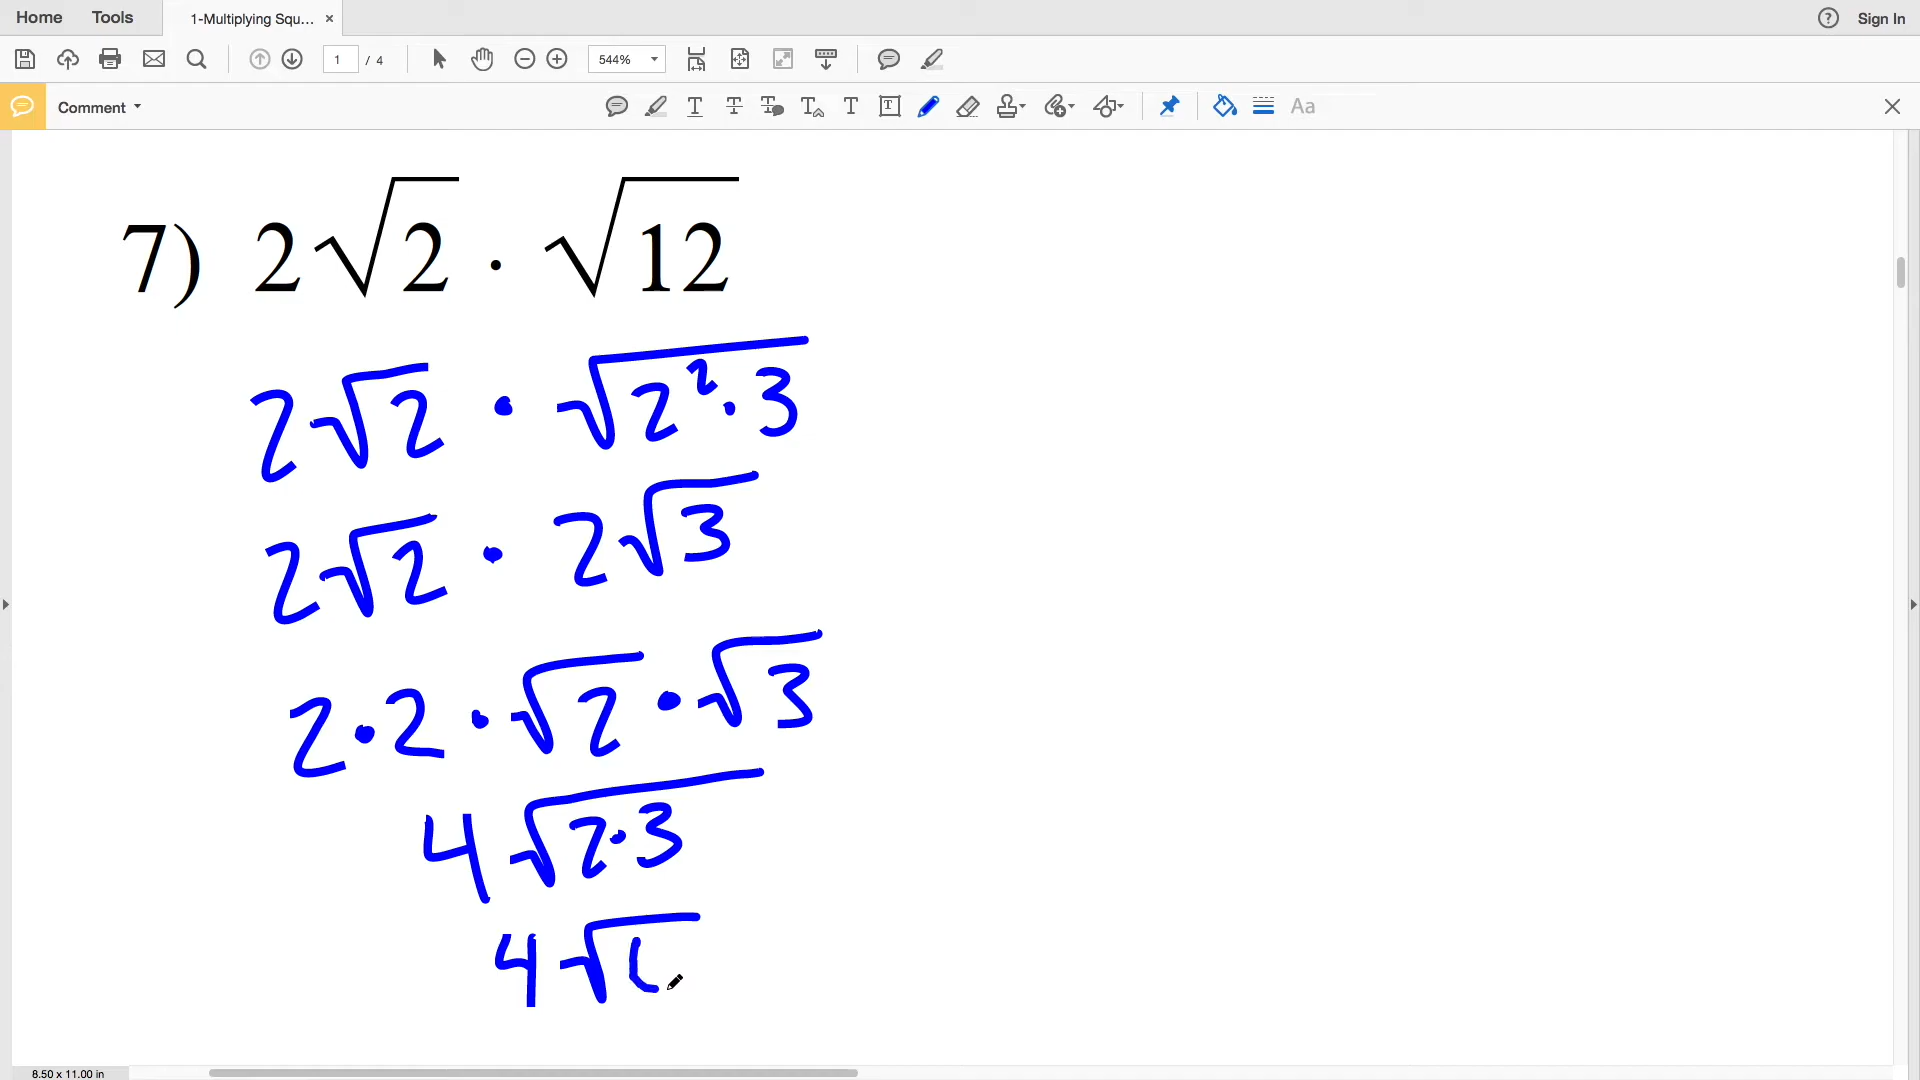 Home Tools 1-Multiplying Squ... × ? Sign In
1 / 4 544%
Comment T T T T T T Aa
7) 2√2 · √12
2√2 · √(2² · 3)
2√2 · 2√3
2 · 2 · √2 · √3
4√(2 · 3)
4√
8.50 x 11.00 in